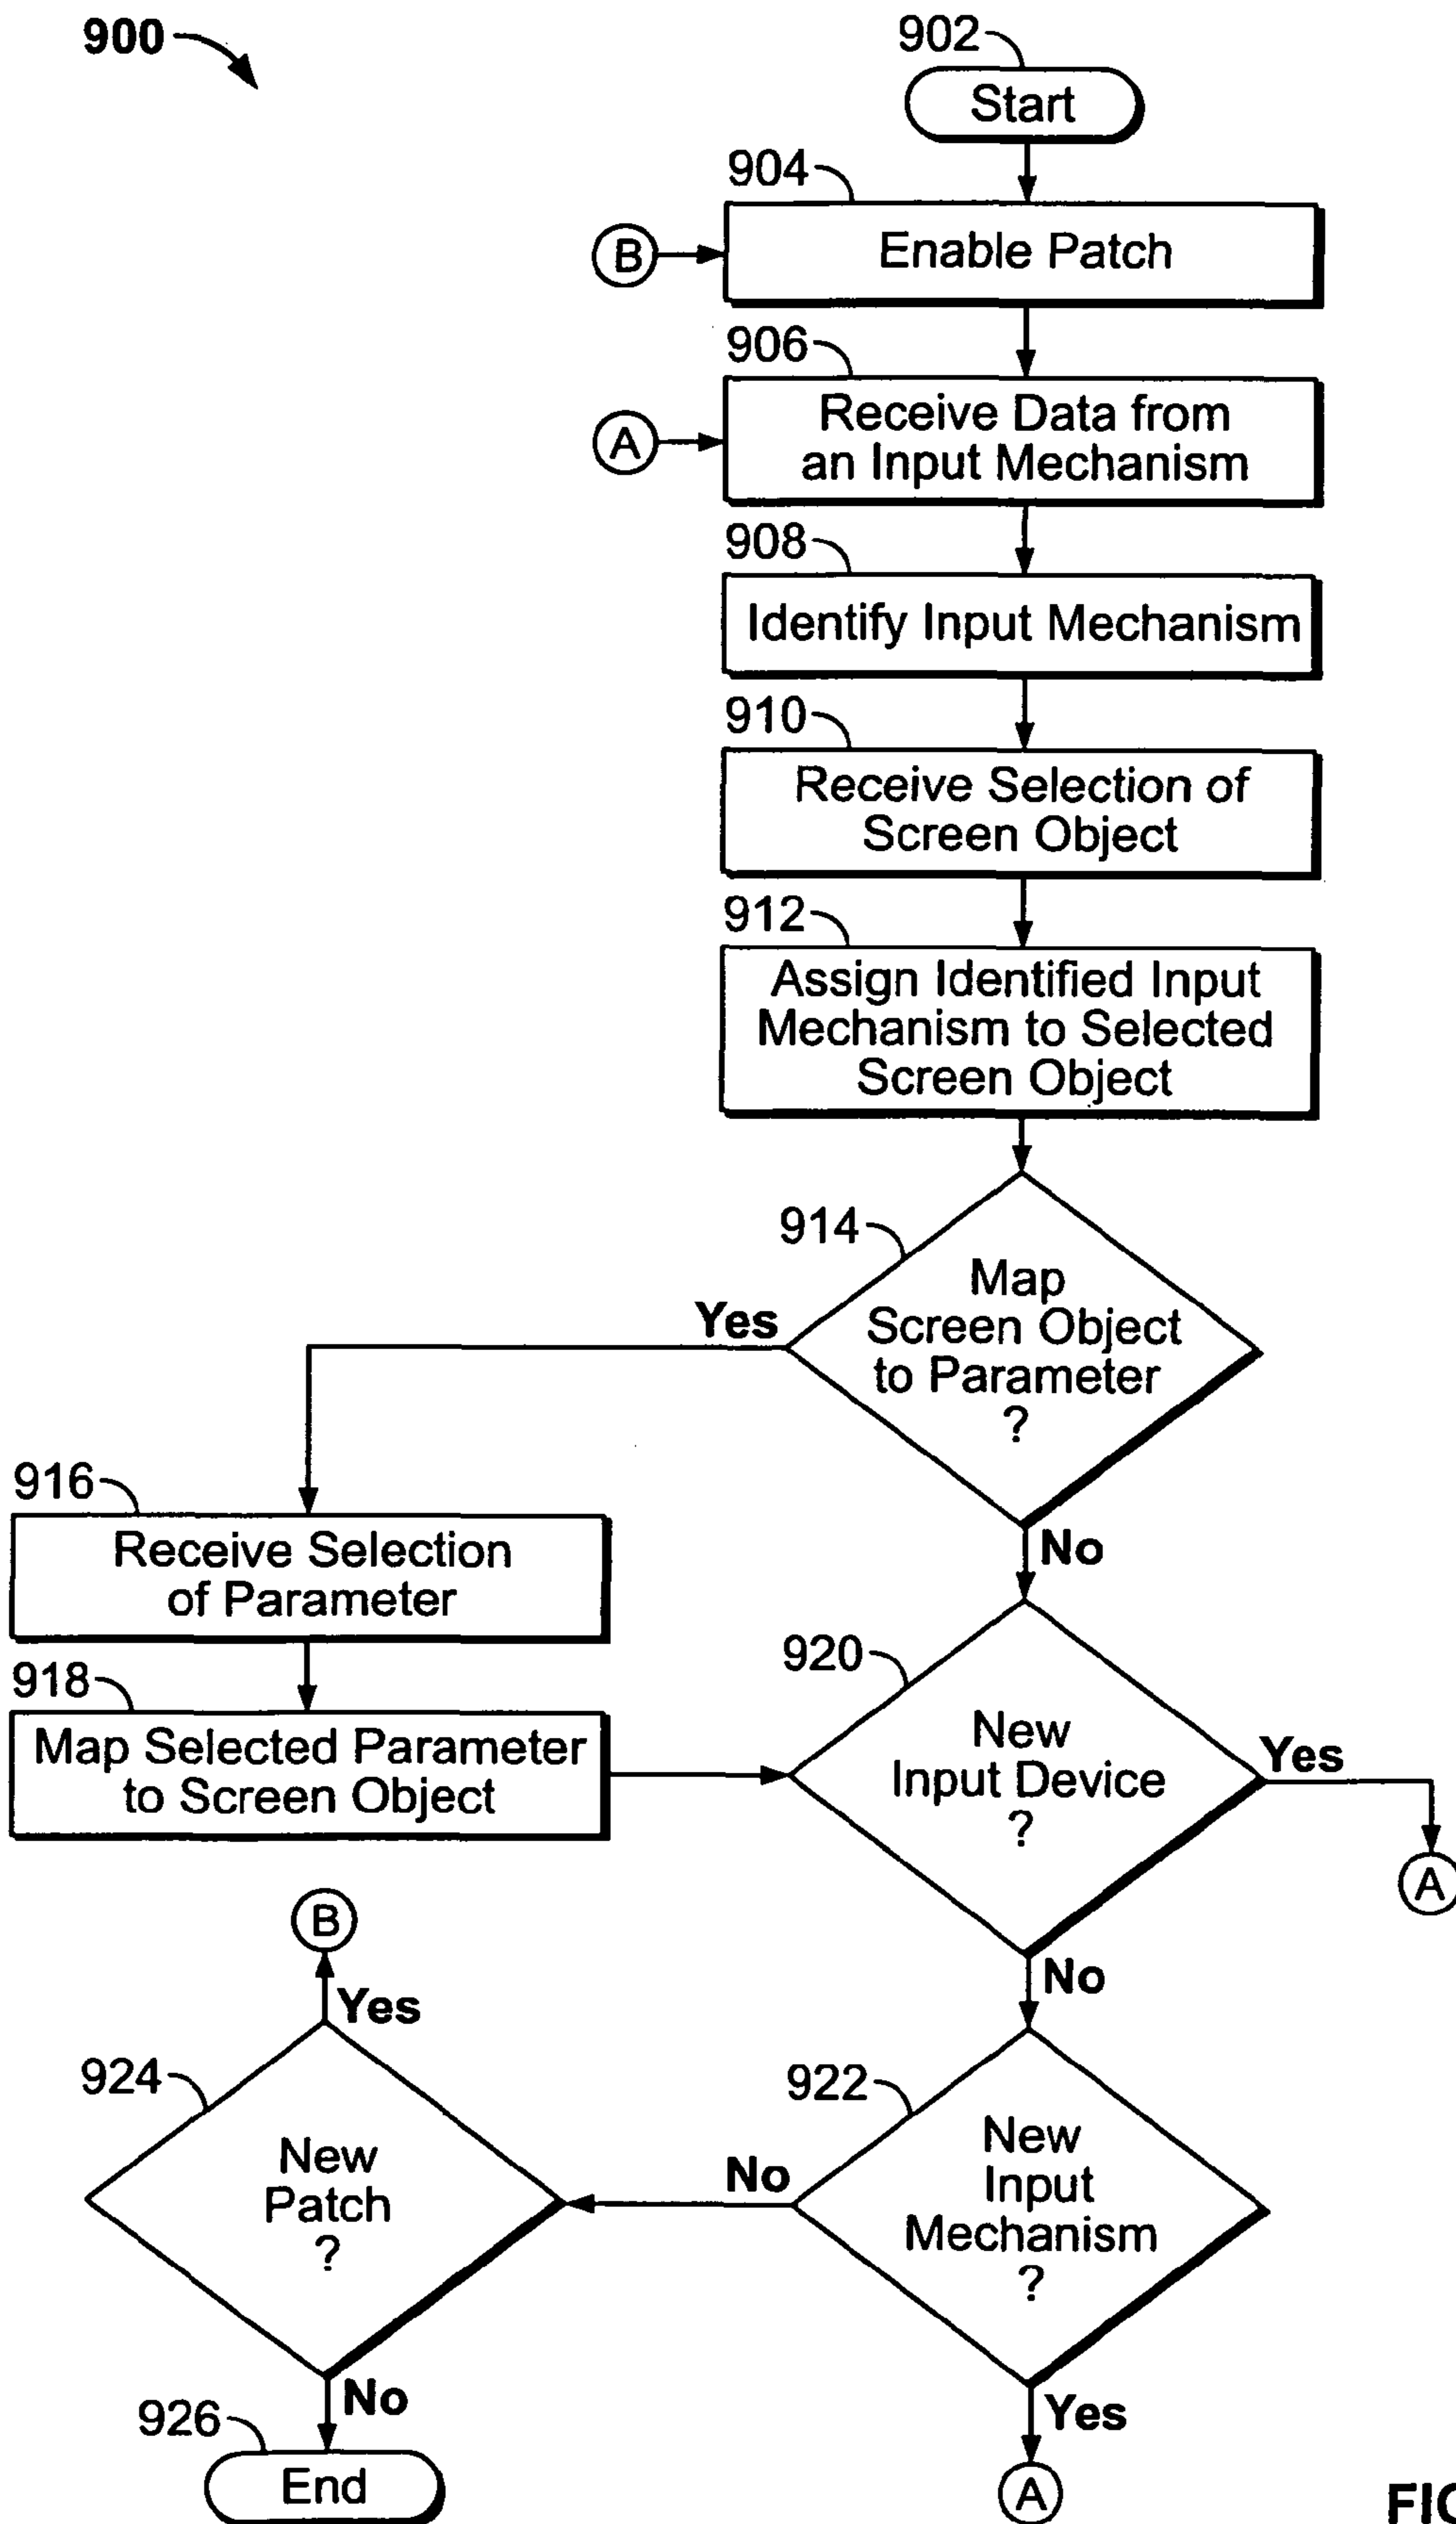 900
902
Start
904
B
Enable Patch
906
A
Receive Data from
an Input Mechanism
908
Identify Input Mechanism
910
Receive Selection of
Screen Object
912
Assign Identified Input
Mechanism to Selected
Screen Object
914
Map
Screen Object
to Parameter
?
Yes
No
916
Receive Selection
of Parameter
918
Map Selected Parameter
to Screen Object
920
New
Input Device
?
Yes
A
No
B
Yes
924
New
Patch
?
No
922
New
Input
Mechanism
?
No
926
End
Yes
A